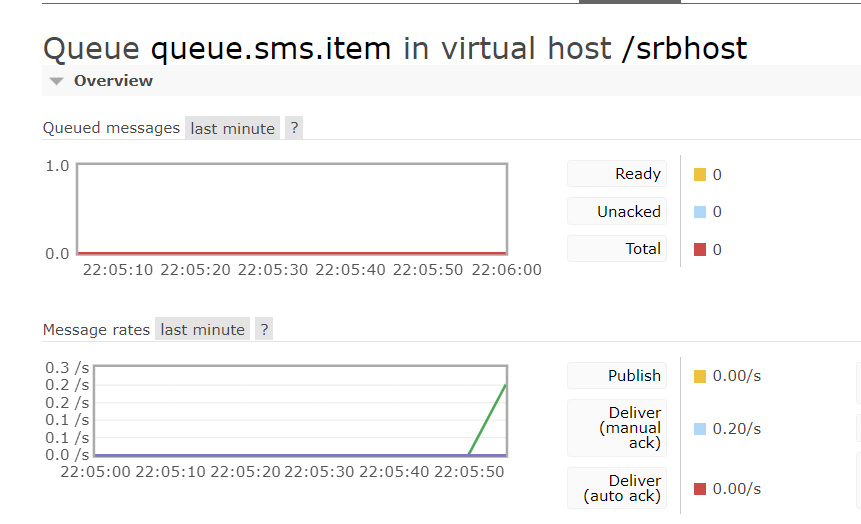 Queue queue.sms.item in virtual host /srbhost
Overview
Queued messages last minute ?
1.0
0.0
22:05:10 22:05:20 22:05:30 22:05:40 22:05:50 22:06:00
Ready 0
Unacked 0
Total 0
Message rates last minute ?
0.3 /s
0.2 /s
0.2 /s
0.1 /s
0.1 /s
0.0 /s
22:05:00 22:05:10 22:05:20 22:05:30 22:05:40 22:05:50
Publish 0.00/s
Deliver
(manual 0.20/s
ack)
Deliver
(auto ack) 0.00/s